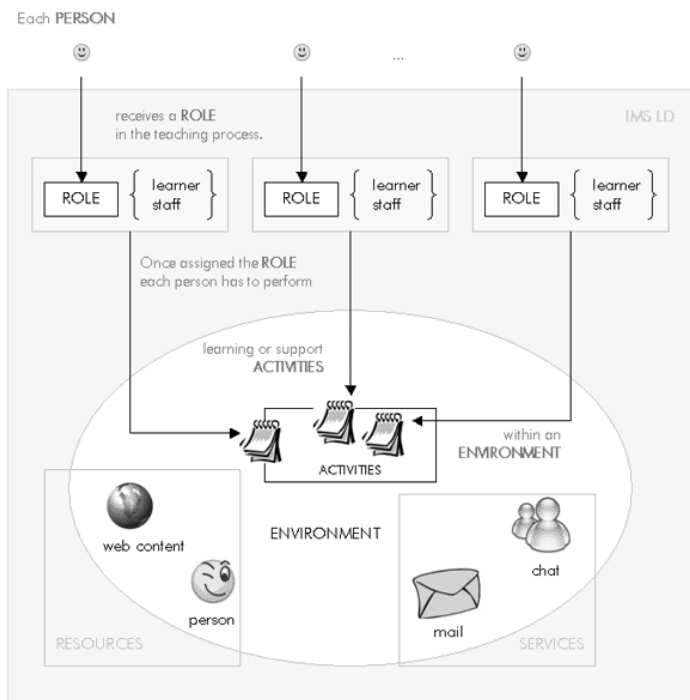 Each PERSON
...
receives a ROLE
in the teaching process.
IMS LD
ROLE
learner
staff
ROLE
learner
staff
ROLE
learner
staff
Once assigned the ROLE
each person has to perform
learning or support
ACTIVITIES
within an
ENVIRONMENT
ACTIVITIES
ENVIRONMENT
web content
person
RESOURCES
chat
mail
SERVICES